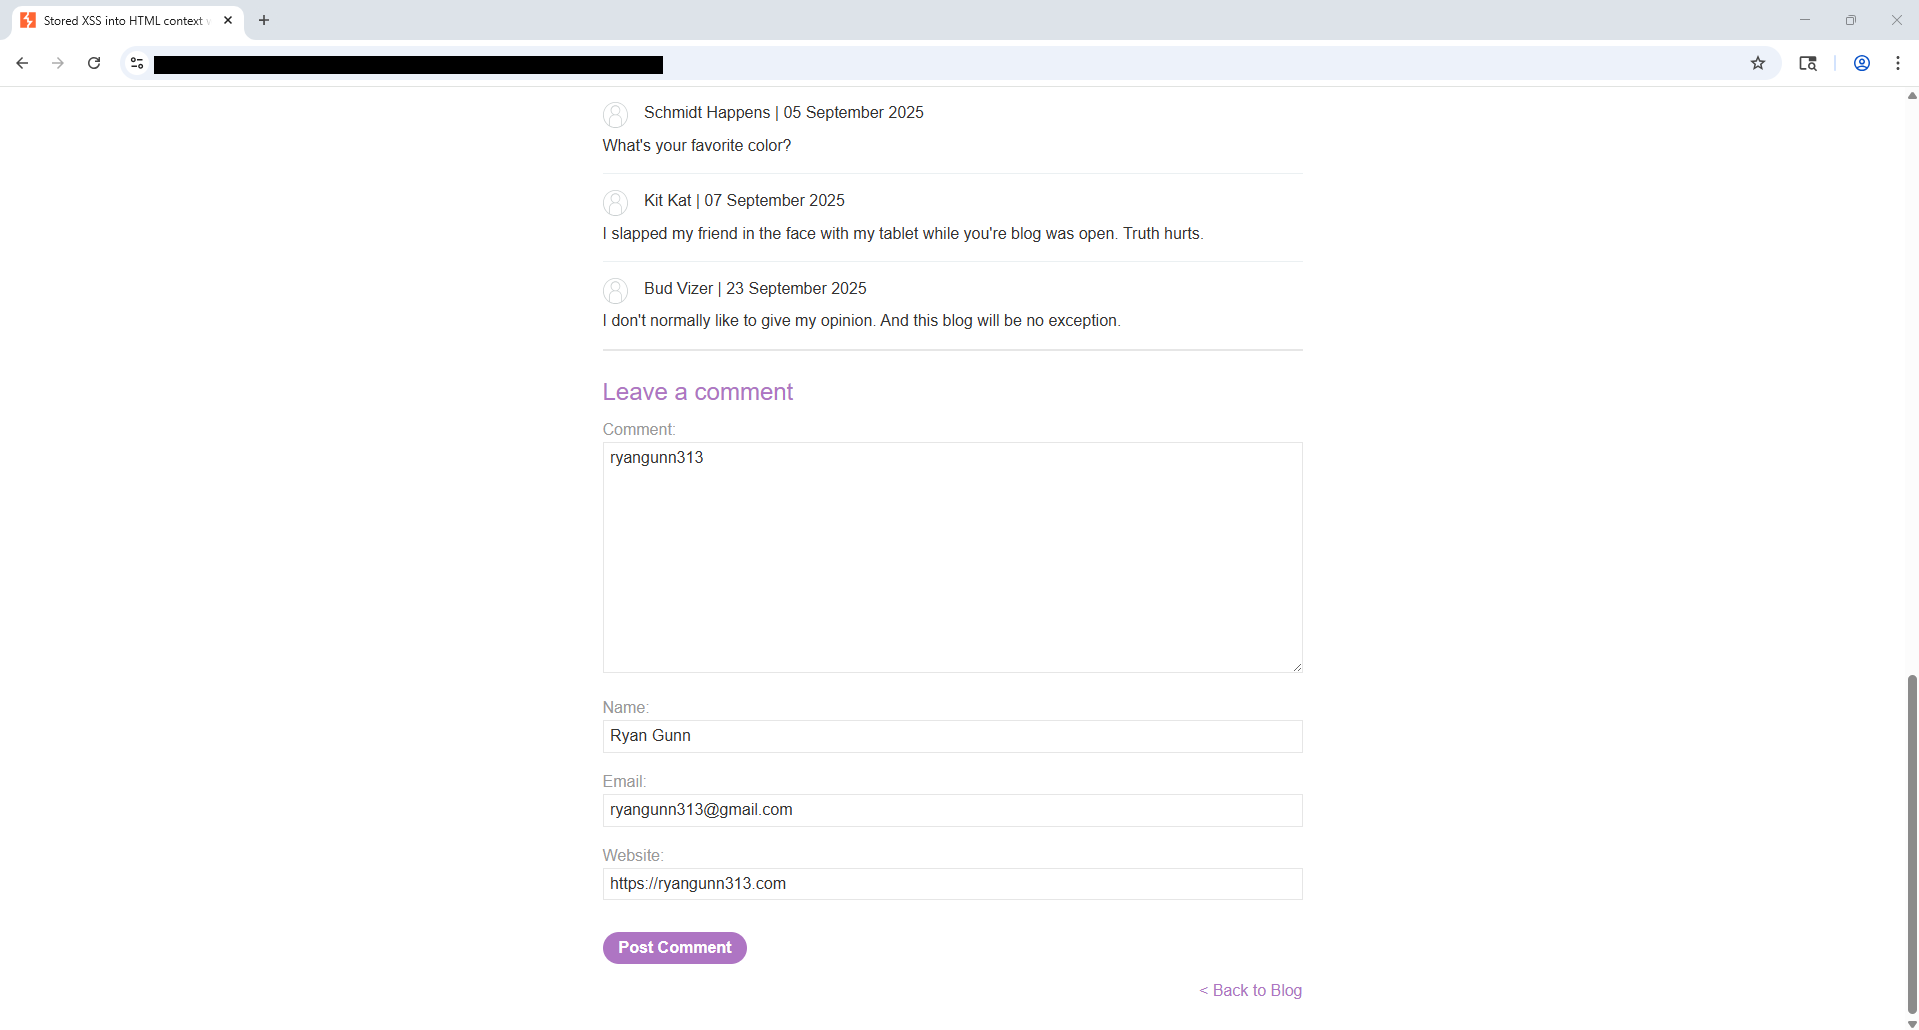 Stored XSS into HTML context
Schmidt Happens | 05 September 2025
What's your favorite color?
Kit Kat | 07 September 2025
I slapped my friend in the face with my tablet while you're blog was open. Truth hurts.
Bud Vizer | 23 September 2025
I don't normally like to give my opinion. And this blog will be no exception.
Leave a comment
Comment:
ryangunn313
Name:
Ryan Gunn
Email:
ryangunn313@gmail.com
Website:
https://ryangunn313.com
Post Comment
< Back to Blog